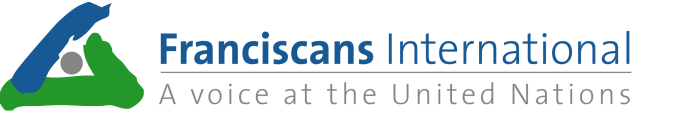 Franciscans International
A voice at the United Nations